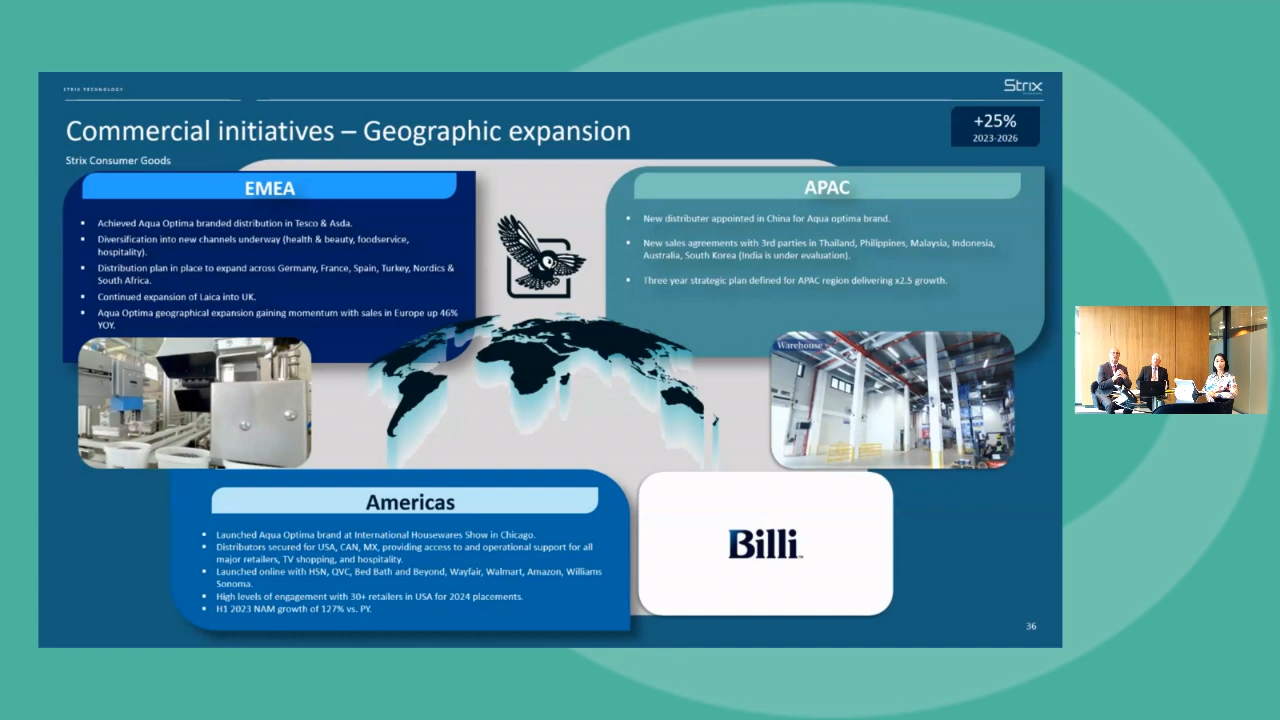 STRIX TECHNOLOGY
Strix
Commercial initiatives – Geographic expansion
+25%
2023-2026
Strix Consumer Goods
EMEA
▪ Achieved Aqua Optima branded distribution in Tesco & Asda.
▪ Diversification into new channels underway (health & beauty, foodservice,
hospitality).
▪ Distribution plan in place to expand across Germany, France, Spain, Turkey, Nordics &
South Africa.
▪ Continued expansion of Laica into UK.
▪ Aqua Optima geographical expansion gaining momentum with sales in Europe up 46%
YOY.
APAC
▪ New distributer appointed in China for Aqua optima brand.
▪ New sales agreements with 3rd parties in Thailand, Philippines, Malaysia, Indonesia,
Australia, South Korea (India is under evaluation).
▪ Three year strategic plan defined for APAC region delivering x2.5 growth.
Warehouse
Americas
▪ Launched Aqua Optima brand at International Housewares Show in Chicago.
▪ Distributors secured for USA, CAN, MX, providing access to and operational support for all
major retailers, TV shopping, and hospitality.
▪ Launched online with HSN, QVC, Bed Bath and Beyond, Wayfair, Walmart, Amazon, Williams
Sonoma.
▪ High levels of engagement with 30+ retailers in USA for 2024 placements.
▪ H1 2023 NAM growth of 127% vs. PY.
Billi
36